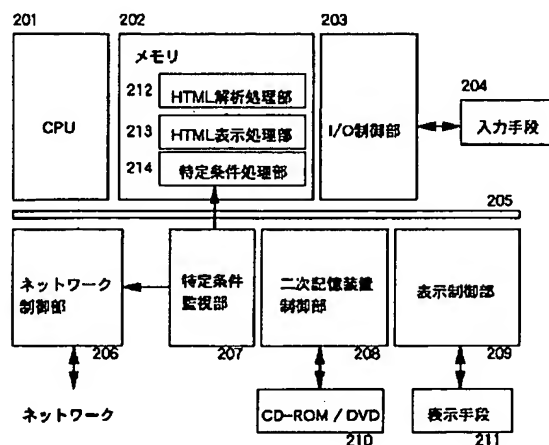 201
202
203
メモリ
204
212
HTML解析処理部
CPU
213
HTML表示処理部
I/O制御部
入力手段
214
特定条件処理部
205
ネットワーク
制御部
特定条件
監視部
二次記憶装置
制御部
表示制御部
206
207
208
209
ネットワーク
CD-ROM / DVD
表示手段
210
211